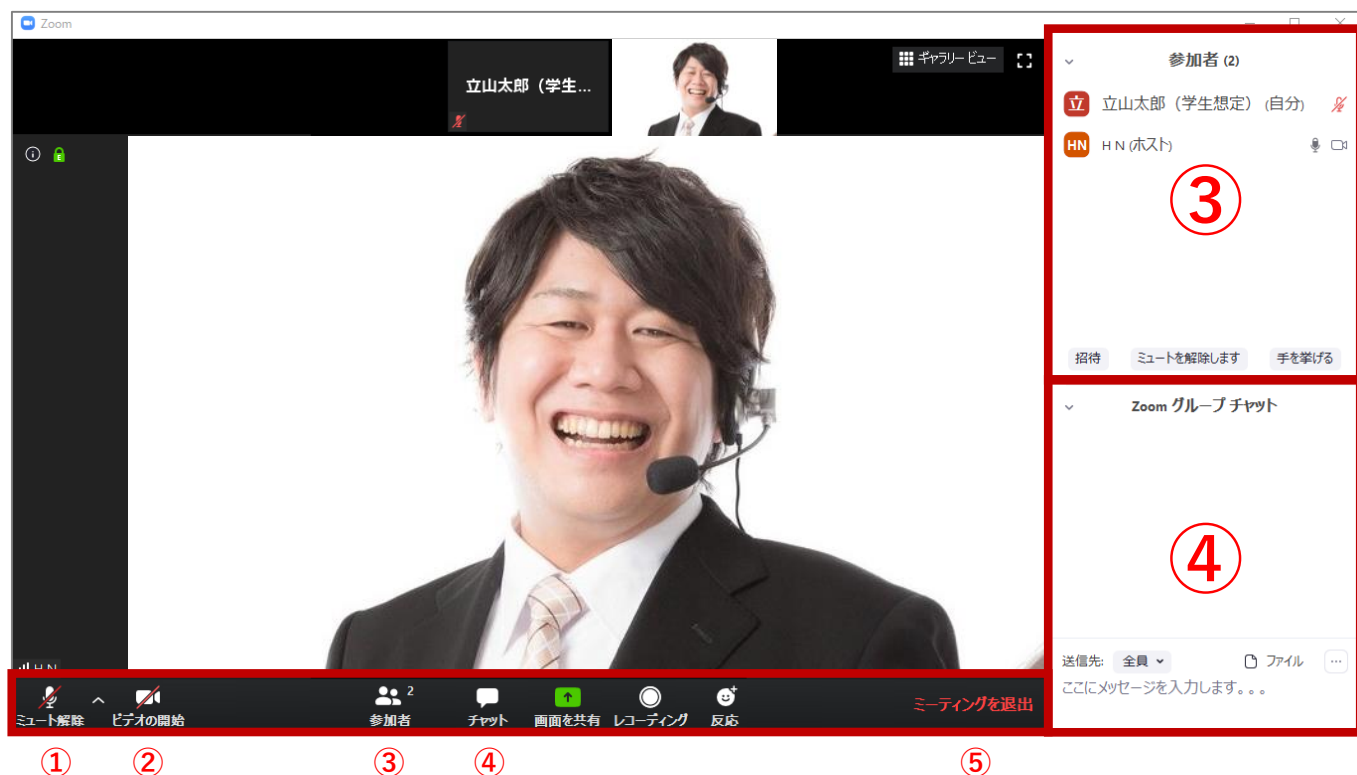 Zoom
立山太郎（学生...
ギャラリービュー
参加者 (2)
立 立山太郎（学生想定） (自分)
HN H N (ホスト)
③
招待 ミュートを解除します 手を挙げる
Zoom グループ チャット
④
送信先: 全員 ファイル ...
ここにメッセージを入力します。。。
H N
ミュート解除 ビデオの開始 参加者 2 チャット 画面を共有 レコーディング 反応 ミーティングを退出
① ② ③ ④ ⑤